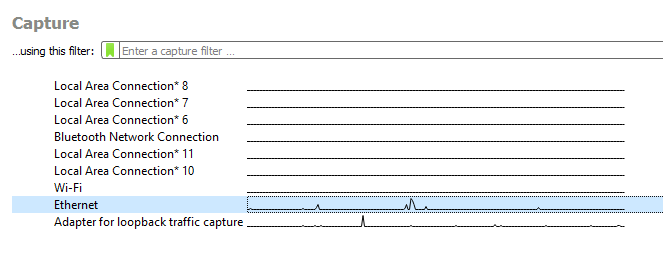 Capture
...using this filter: Enter a capture filter ...
Local Area Connection* 8
Local Area Connection* 7
Local Area Connection* 6
Bluetooth Network Connection
Local Area Connection* 11
Local Area Connection* 10
Wi-Fi
Ethernet
Adapter for loopback traffic capture